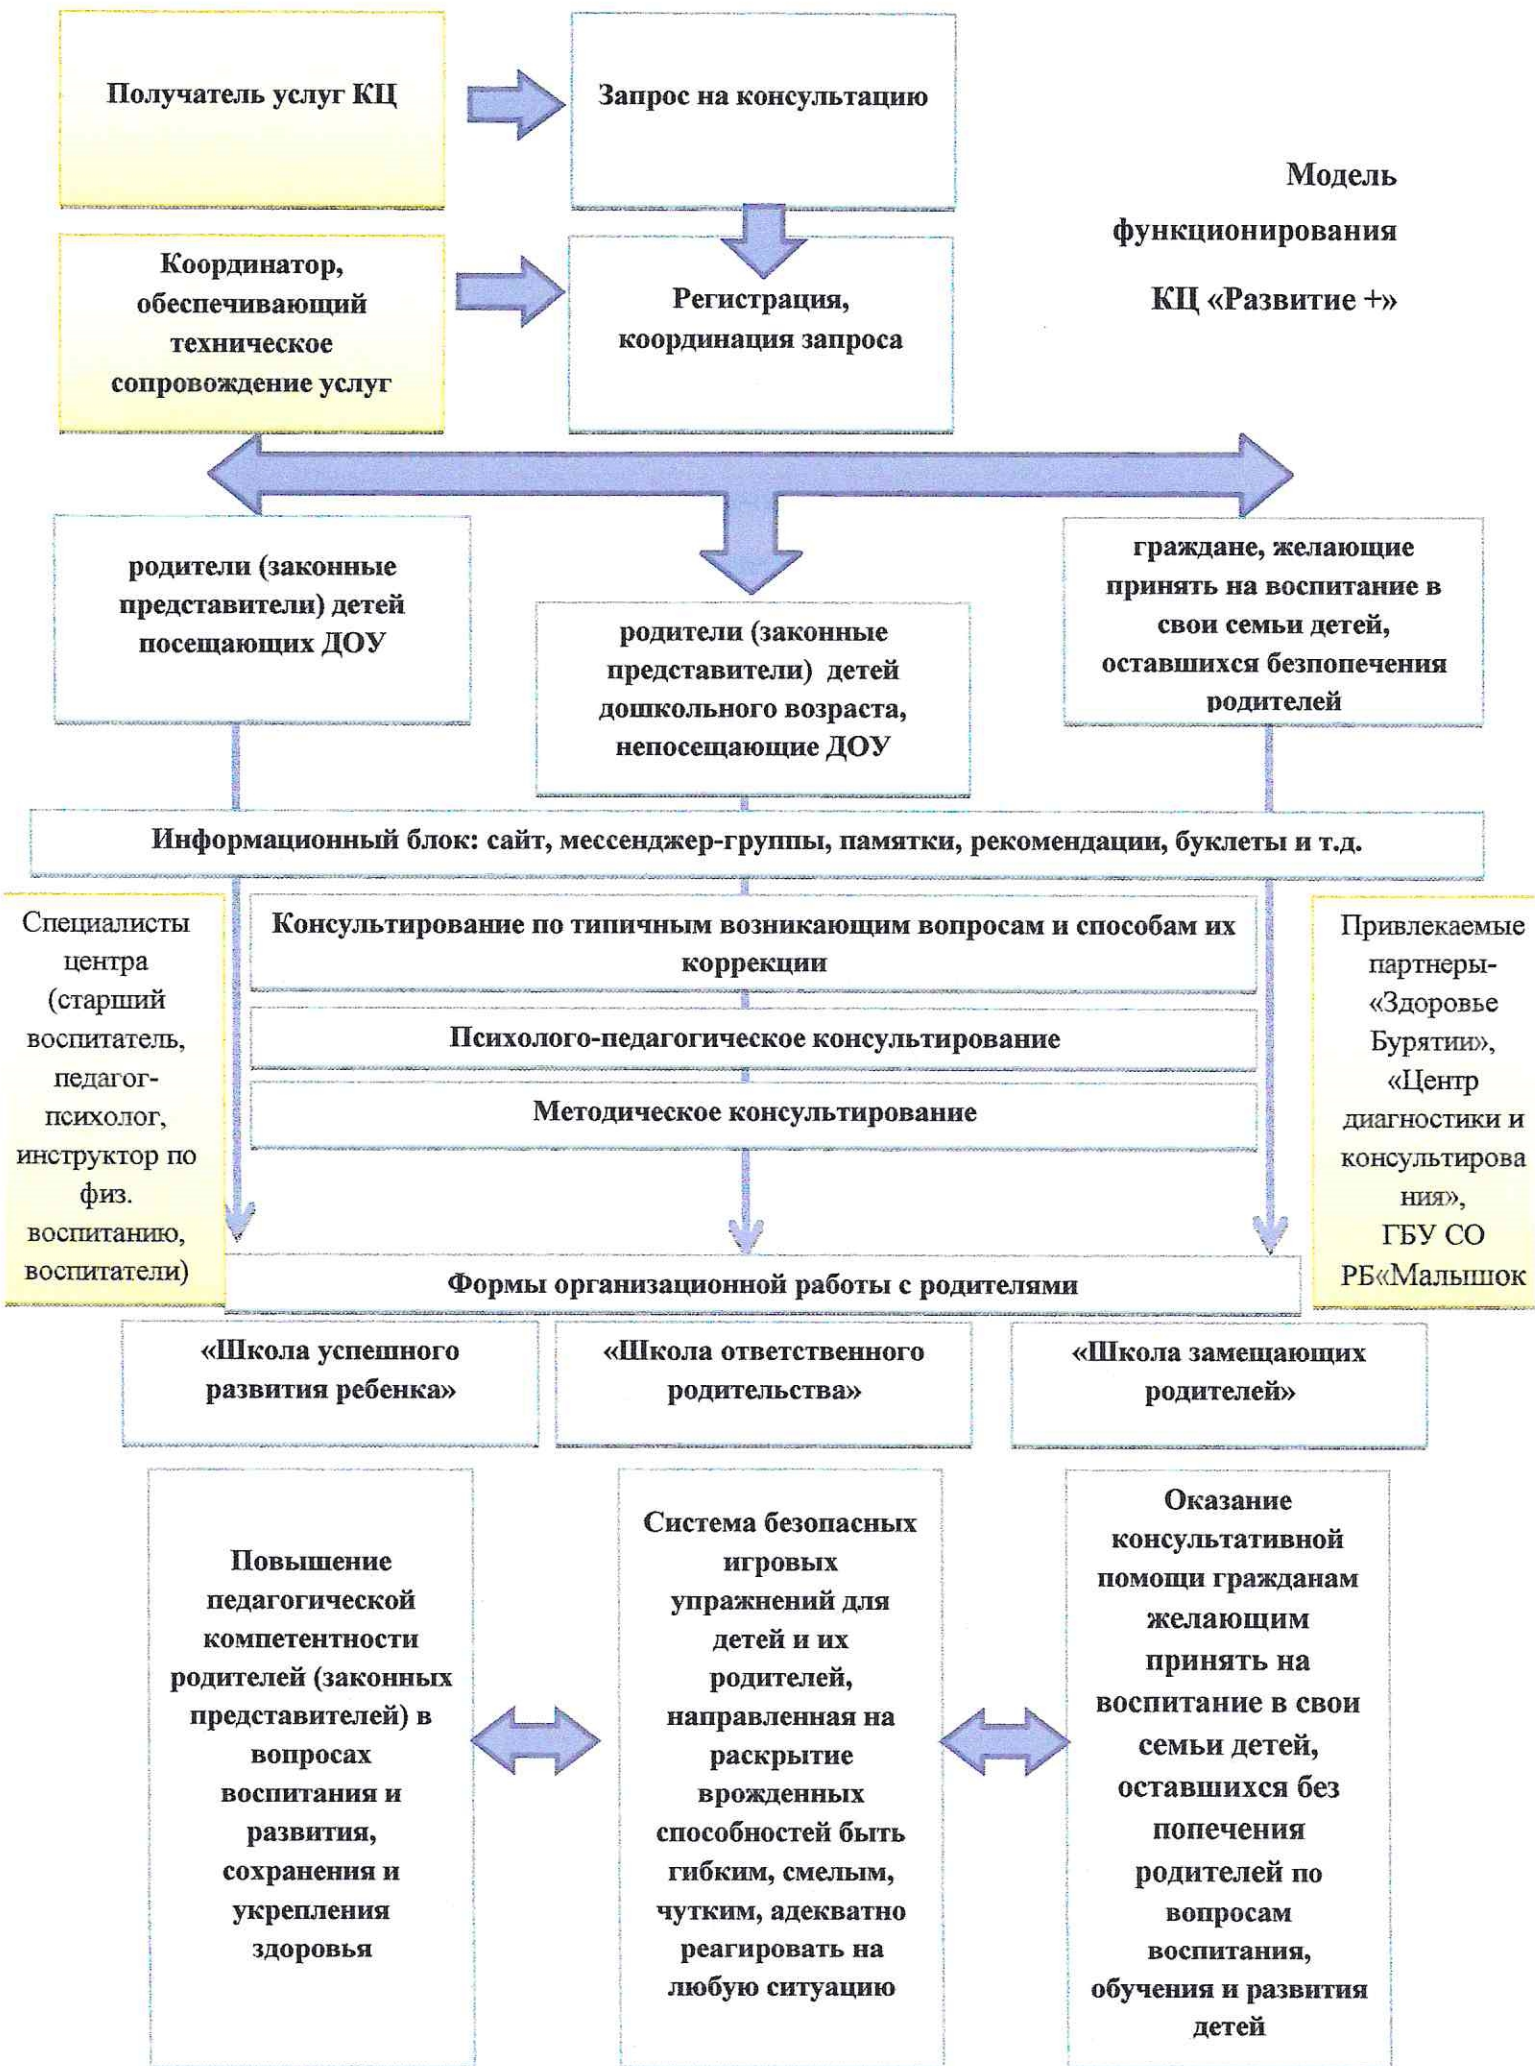 Получатель услуг КЦ
Запрос на консультацию
Модель
функционирования
КЦ «Развитие +»
Координатор,
обеспечивающий
техническое
сопровождение услуг
Регистрация,
координация запроса
родители (законные
представители) детей
посещающих ДОУ
родители (законные
представители) детей
дошкольного возраста,
непосещающие ДОУ
граждане, желающие
принять на воспитание в
свои семьи детей,
оставшихся безпопечения
родителей
Информационный блок: сайт, мессенджер-группы, памятки, рекомендации, буклеты и т.д.
Специалисты
центра
(старший
воспитатель,
педагог-
психолог,
инструктор по
физ.
воспитанию,
воспитатели)
Консультирование по типичным возникающим вопросам и способам их
коррекции
Психолого-педагогическое консультирование
Методическое консультирование
Привлекаемые
партнеры-
«Здоровье
Бурятии»,
«Центр
диагностики и
консультирова
ния»,
ГБУ СО
РБ«Малышок
Формы организационной работы с родителями
«Школа успешного
развития ребенка»
«Школа ответственного
родительства»
«Школа замещающих
родителей»
Повышение
педагогической
компетентности
родителей (законных
представителей) в
вопросах
воспитания и
развития,
сохранения и
укрепления
здоровья
Система безопасных
игровых
упражнений для
детей и их
родителей,
направленная на
раскрытие
врожденных
способностей быть
гибким, смелым,
чутким, адекватно
реагировать на
любую ситуацию
Оказание
консультативной
помощи гражданам
желающим
принять на
воспитание в свои
семьи детей,
оставшихся без
попечения
родителей по
вопросам
воспитания,
обучения и развития
детей